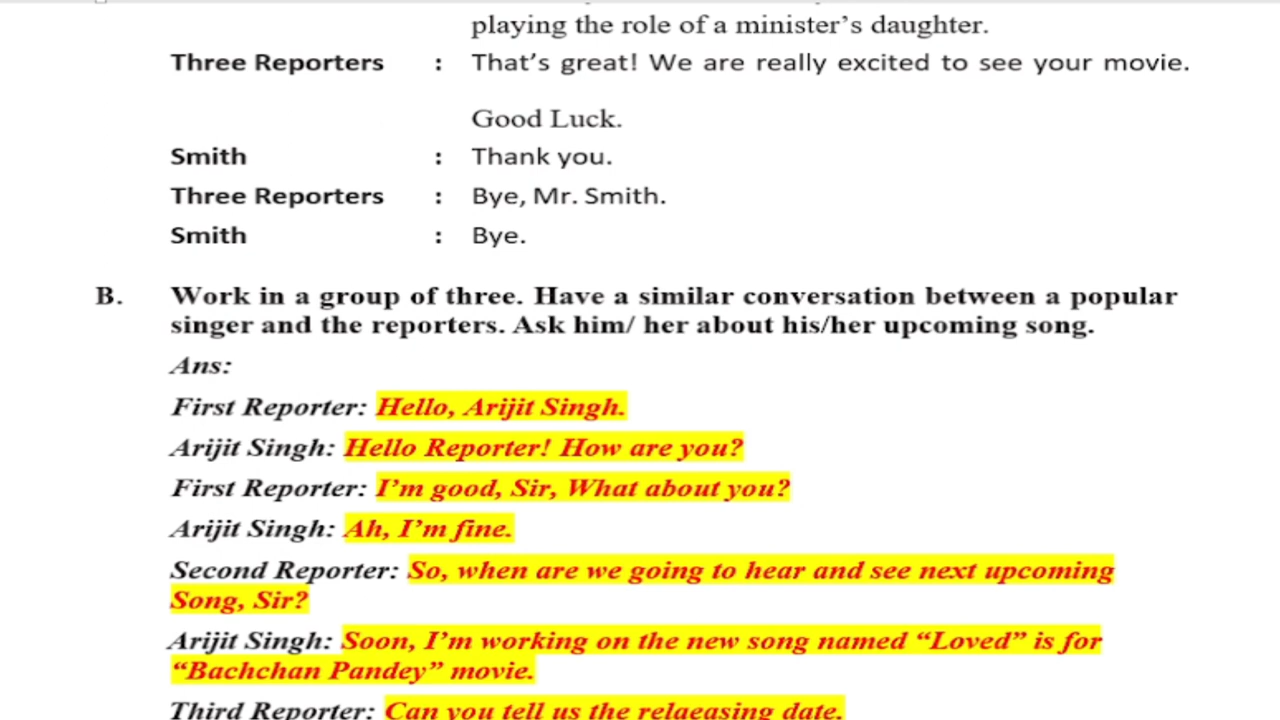 playing the role of a minister’s daughter.
Three Reporters : That’s great! We are really excited to see your movie.
Good Luck.
Smith : Thank you.
Three Reporters : Bye, Mr. Smith.
Smith : Bye.
B. Work in a group of three. Have a similar conversation between a popular
singer and the reporters. Ask him/ her about his/her upcoming song.
Ans:
First Reporter: Hello, Arijit Singh.
Arijit Singh: Hello Reporter! How are you?
First Reporter: I’m good, Sir, What about you?
Arijit Singh: Ah, I’m fine.
Second Reporter: So, when are we going to hear and see next upcoming
Song, Sir?
Arijit Singh: Soon, I’m working on the new song named “Loved” is for
“Bachchan Pandey” movie.
Third Reporter: Can you tell us the relaeasing date.